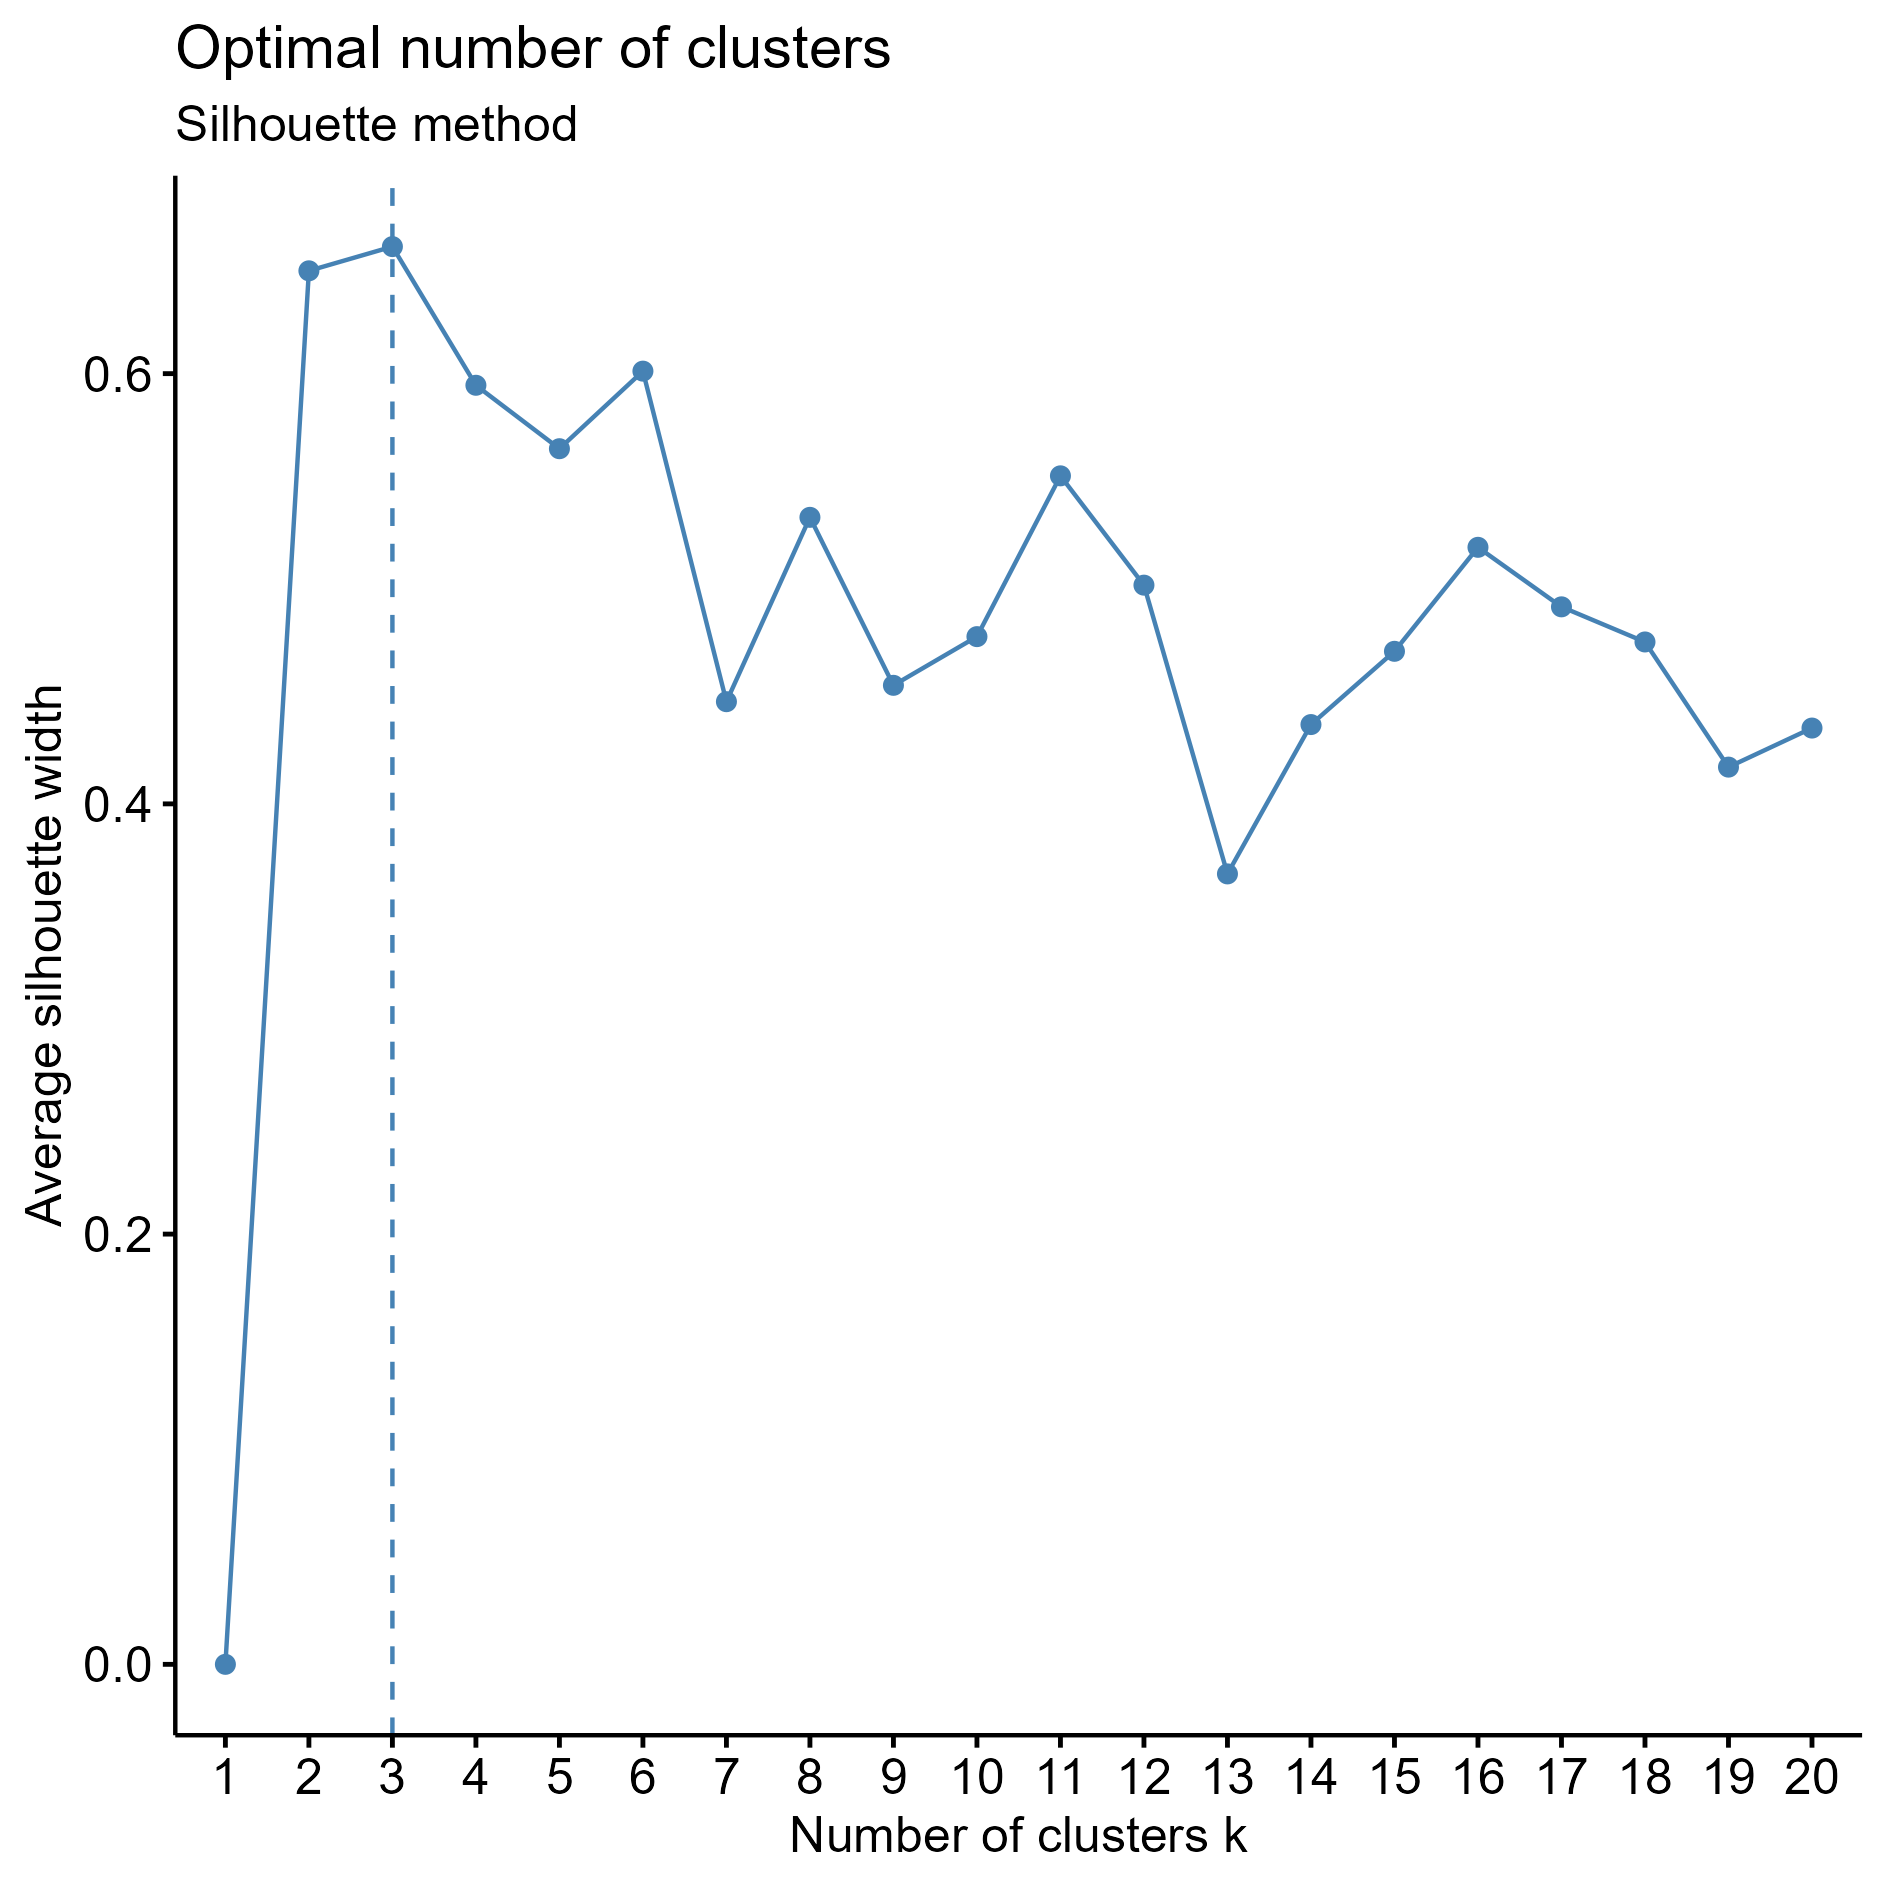 Optimal number of clusters
Silhouette method
Average silhouette width
0.6
0.4
0.2
0.0
1 2 3 4 5 6 7 8 9 10 11 12 13 14 15 16 17 18 19 20
Number of clusters k